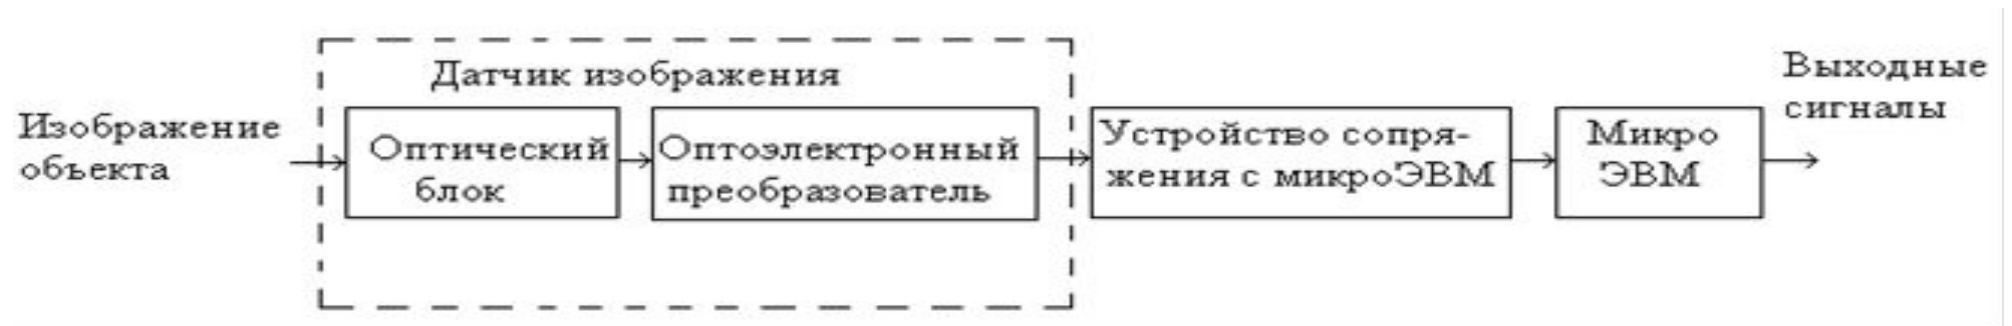 Датчик изображения
Изображение
объекта
Оптический
блок
Оптоэлектронный
преобразователь
Устройство сопря-
жения с микроЭВМ
Микро
ЭВМ
Выходные
сигналы